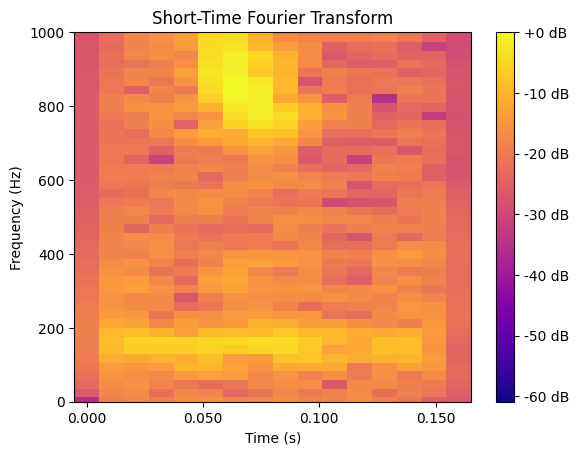 Short-Time Fourier Transform
1000
800
600
400
200
0
Frequency (Hz)
0.000
0.050
0.100
0.150
Time (s)
+0 dB
-10 dB
-20 dB
-30 dB
-40 dB
-50 dB
-60 dB